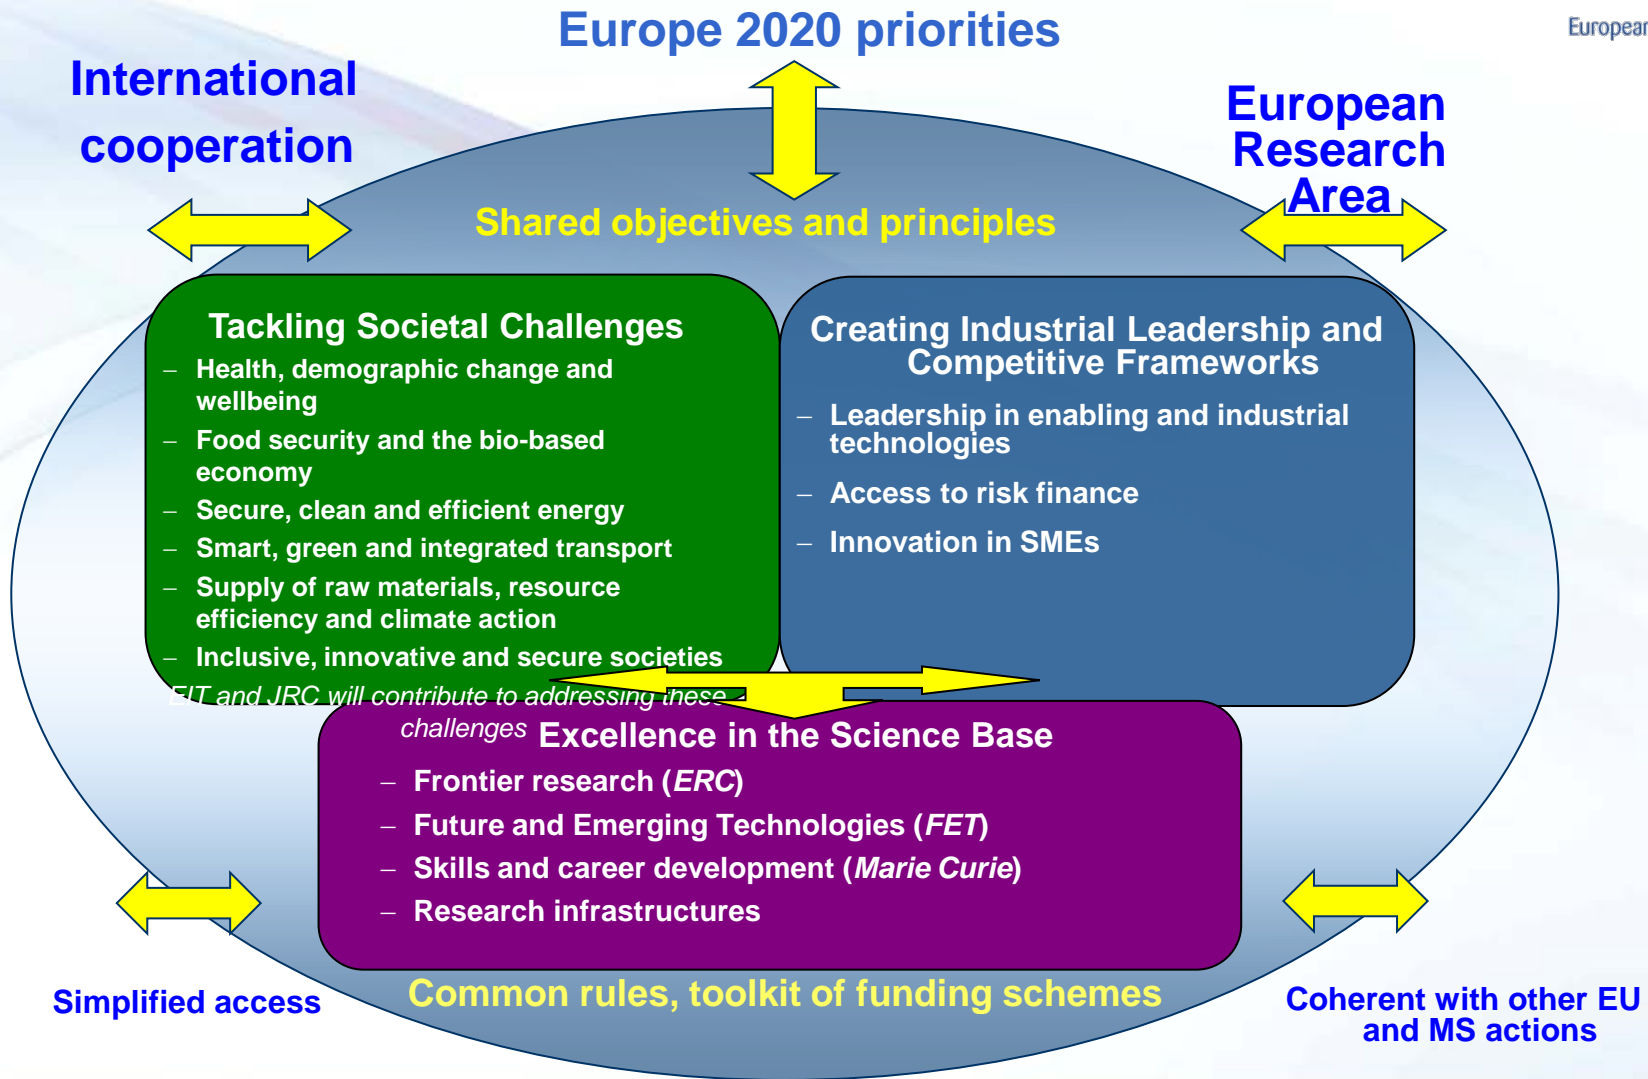 Europe 2020 priorities
European
International
cooperation
European
Research
Area
Shared objectives and principles
Tackling Societal Challenges
– Health, demographic change and
wellbeing
– Food security and the bio-based
economy
– Secure, clean and efficient energy
– Smart, green and integrated transport
– Supply of raw materials, resource
efficiency and climate action
– Inclusive, innovative and secure societies
EIT and JRC will contribute to addressing these
challenges
Creating Industrial Leadership and
Competitive Frameworks
– Leadership in enabling and industrial
technologies
– Access to risk finance
– Innovation in SMEs
Excellence in the Science Base
– Frontier research (ERC)
– Future and Emerging Technologies (FET)
– Skills and career development (Marie Curie)
– Research infrastructures
Common rules, toolkit of funding schemes
Simplified access
Coherent with other EU
and MS actions